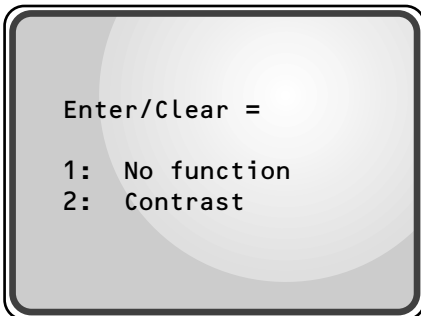 Enter/Clear =
1: No function
2: Contrast